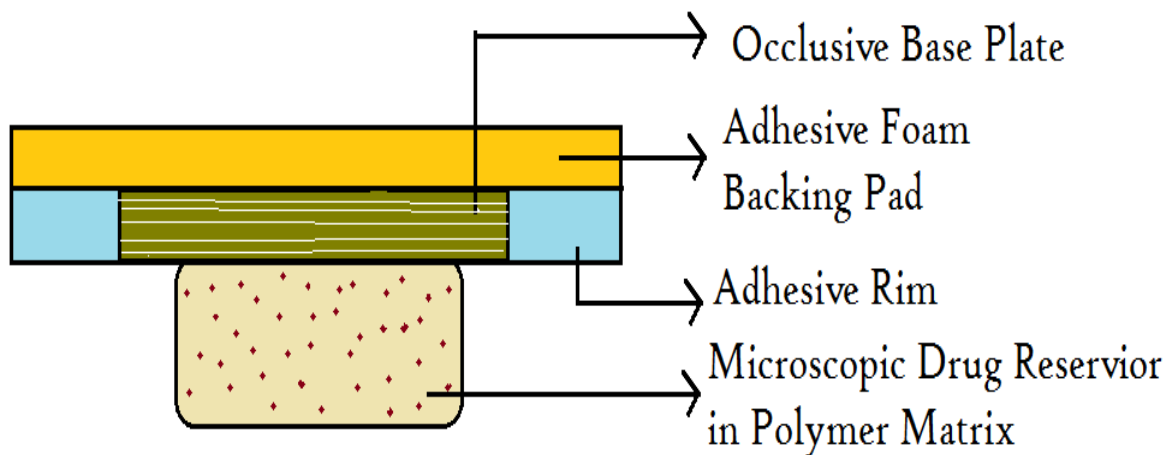 Occlusive Base Plate
Adhesive Foam
Backing Pad
Adhesive Rim
Microscopic Drug Reservior
in Polymer Matrix